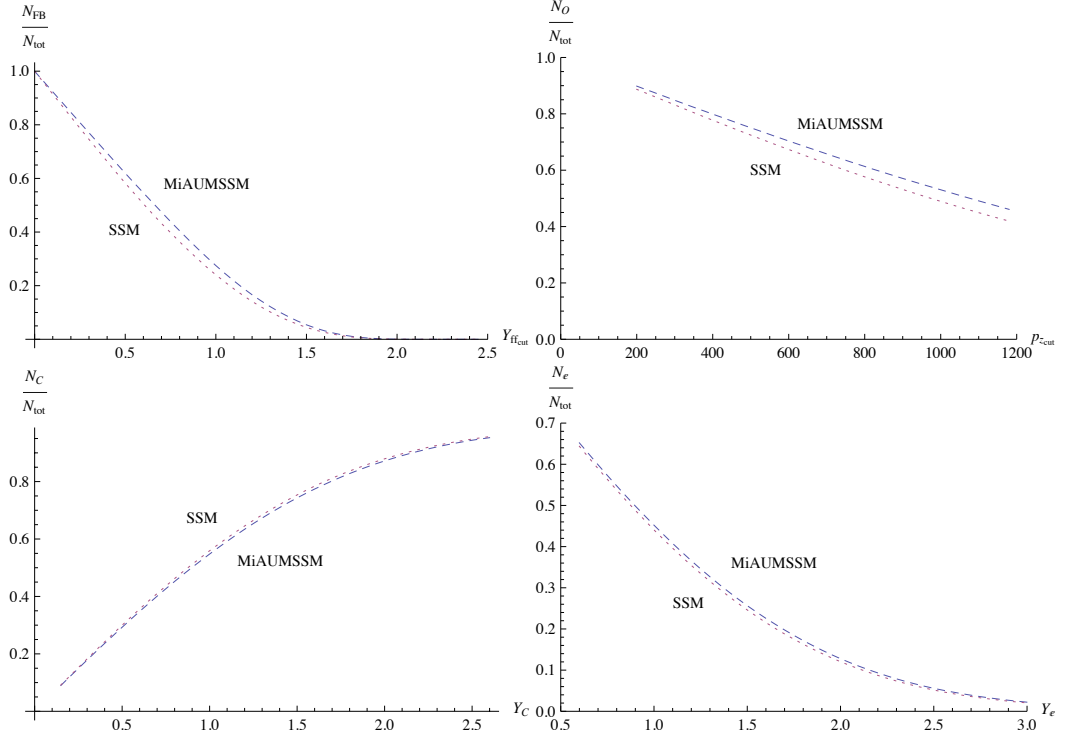 N_FB
N_tot
1.0
0.8
0.6
0.4
0.2
MiAUMSSM
SSM
0.5 1.0 1.5 2.0 2.5
Y_ff_cut
N_O
N_tot
1.0
0.8
0.6
0.4
0.2
0.0
MiAUMSSM
SSM
0 200 400 600 800 1000 1200
p_z_cut
N_C
N_tot
0.8
0.6
0.4
0.2
SSM
MiAUMSSM
0.5 1.0 1.5 2.0 2.5
Y_C
N_e
N_tot
0.7
0.6
0.5
0.4
0.3
0.2
0.1
0.0
MiAUMSSM
SSM
0.5 1.0 1.5 2.0 2.5 3.0
Y_e